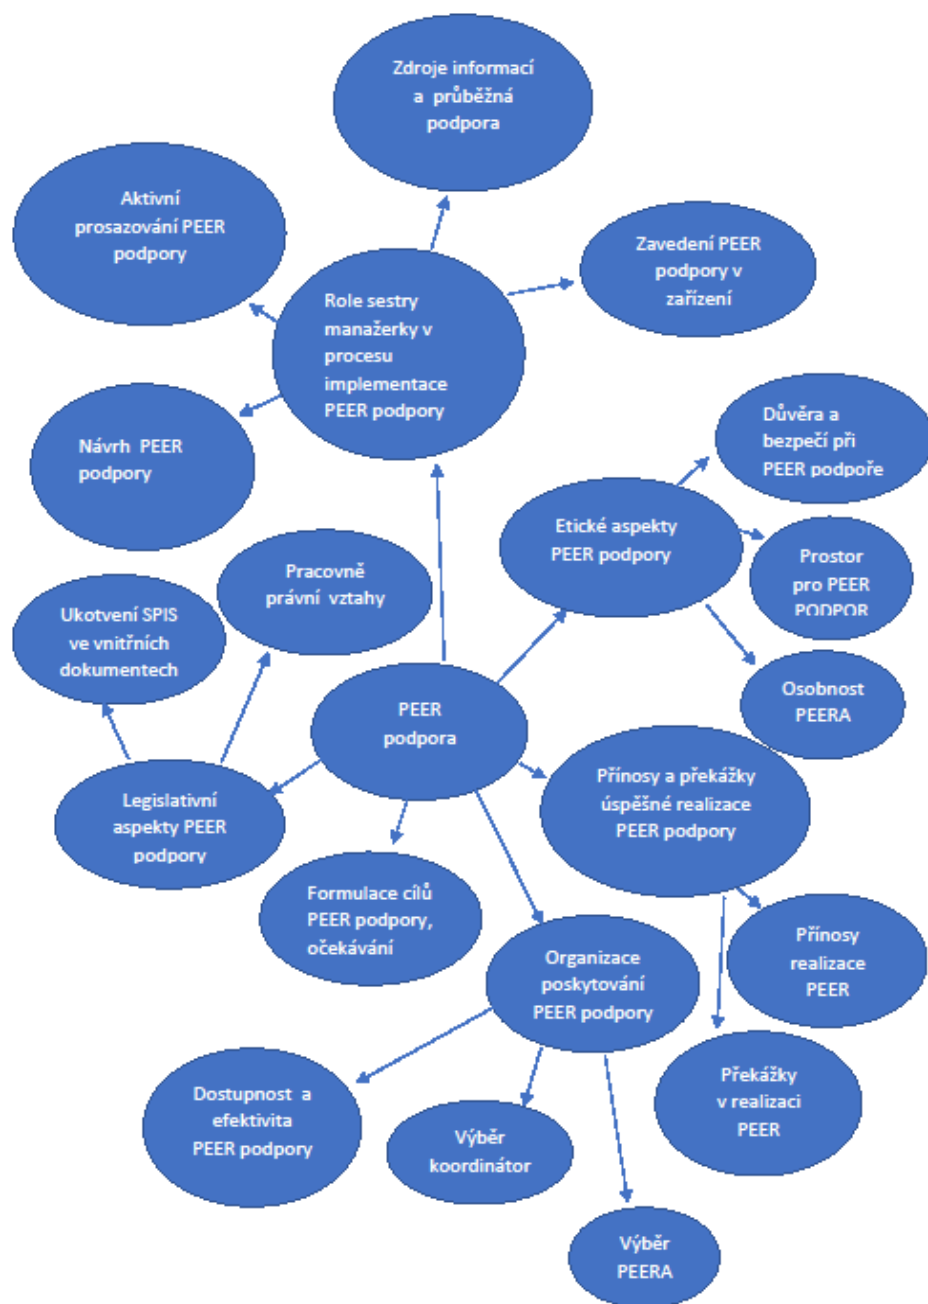 Zdroje informací
a průběžná
podpora
Aktivní
prosazování PEER
podpory
Zavedení PEER
podpory v
zařízení
Role sestry
manažerky v
procesu
implementace
PEER podpory
Návrh PEER
podpory
Důvěra a
bezpečí při
PEER podpoře
Etické aspekty
PEER podpory
Prostor
pro PEER
PODPOR
Pracovně
právní vztahy
Ukotvení SPIS
ve vnitřních
dokumentech
Osobnost
PEERA
PEER
podpora
Přínosy a překážky
úspěšné realizace
PEER podpory
Legislativní
aspekty PEER
podpory
Formulace cílů
PEER podpory,
očekávání
Přínosy
realizace
PEER
Organizace
poskytování
PEER podpory
Překážky
v realizaci
PEER
Dostupnost a
efektivita
PEER podpory
Výběr
koordinátor
Výběr
PEERA